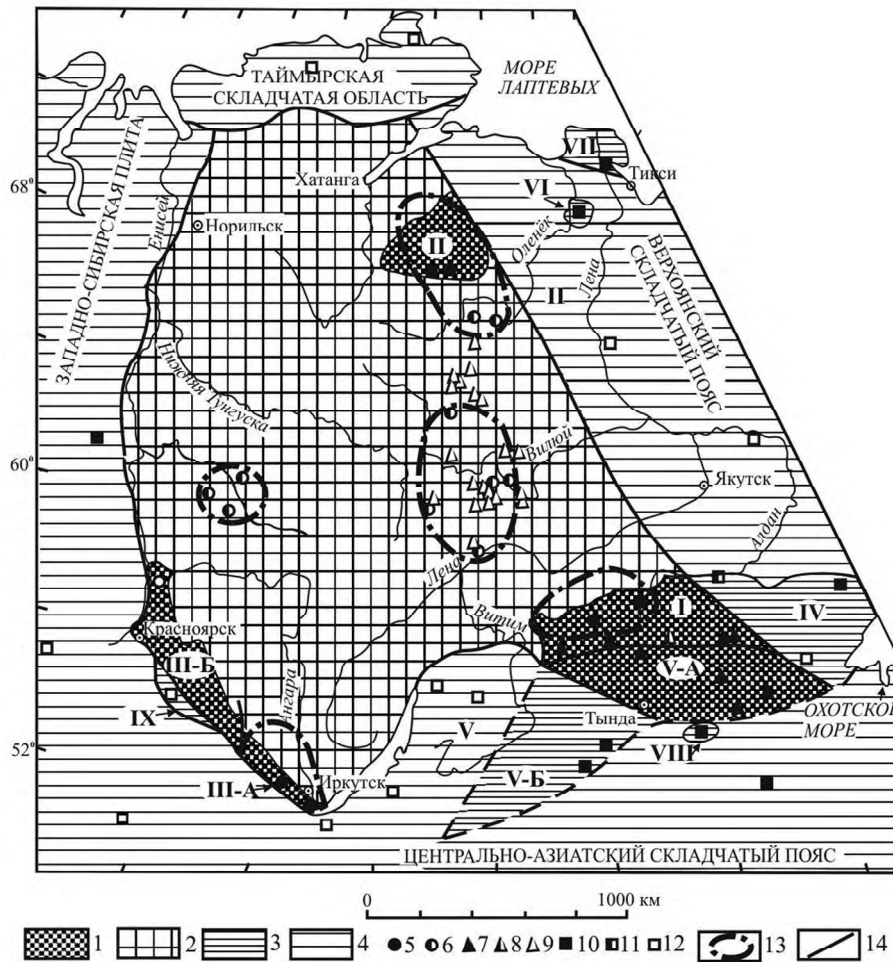 ТАЙМЫРСКАЯ
СКЛАДЧАТАЯ ОБЛАСТЬ
МОРЕ
ЛАПТЕВЫХ
ЗАПАДНО-СИБИРСКАЯ ПЛИТА
VII
Тикси
68°
Хатанга
VI
Енисей
Норильск
Оленёк
II
II
Лена
ВЕРХОЯНСКИЙ
СКЛАДЧАТЫЙ ПОЯС
Нижняя Тунгуска
60°
Вилюй
Якутск
Алдан
Лена
Витим
I
IV
Красноярск
III-Б
V-А
IX
Ангара
Тында
ОХОТСКОЕ
МОРЕ
52°
V
VIII
V-Б
III-А
Иркутск
ЦЕНТРАЛЬНО-АЗИАТСКИЙ СКЛАДЧАТЫЙ ПОЯС
0 1000 км
1 2 3 4 5 6 7 8 9 10 11 12 13 14